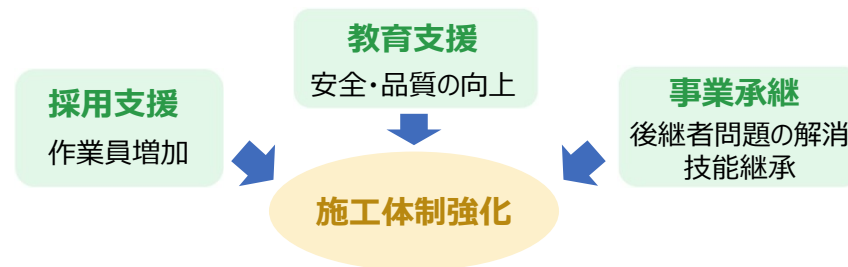 教育支援
安全・品質の向上
採用支援
作業員増加
事業承継
後継者問題の解消
技能継承
施工体制強化